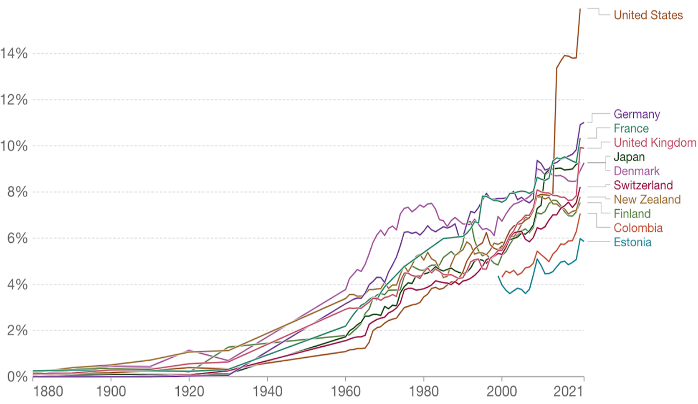 United States
14%
12%
Germany
France
10%
United Kingdom
Japan
Denmark
8%
Switzerland
New Zealand
Finland
6%
Colombia
Estonia
4%
2%
0%
1880 1900 1920 1940 1960 1980 2000 2021